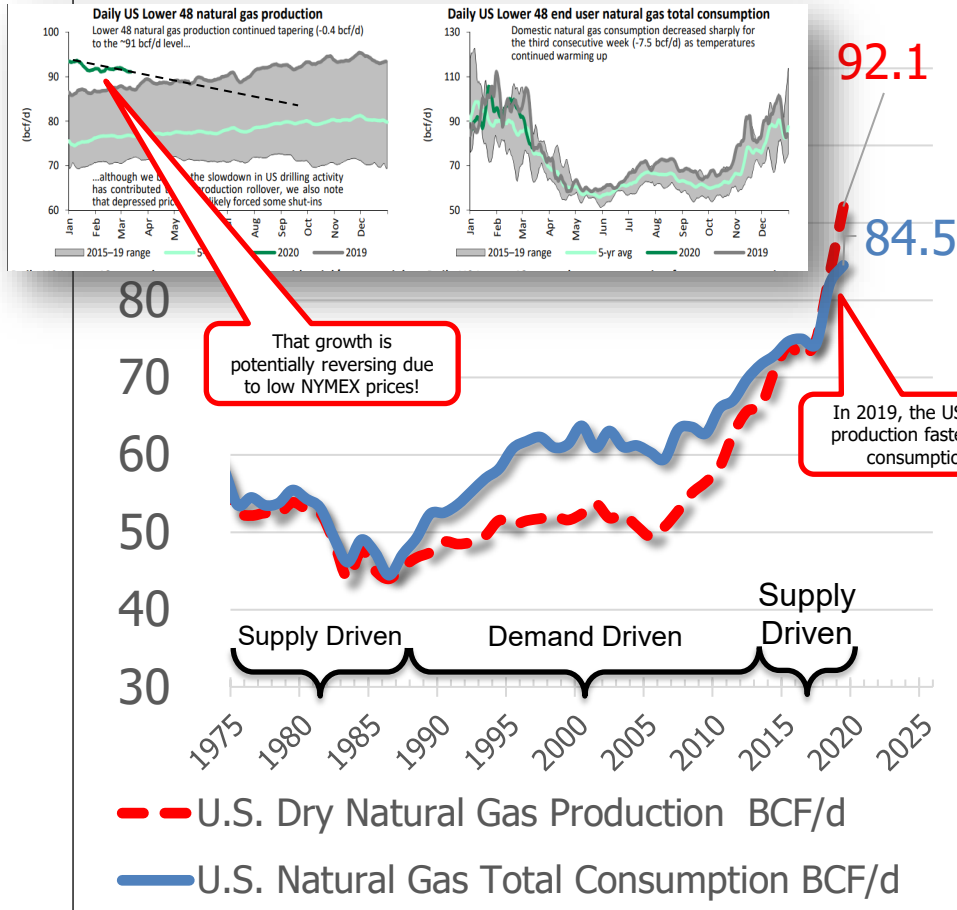 Daily US Lower 48 natural gas production
Lower 48 natural gas production continued tapering (-0.4 bcf/d)
to the ~91 bcf/d level...
100
90
80
70
60
(bcf/d)
...although we the slowdown in US drilling activity
has contributed production rollover, we also note
that depressed likely forced some shut-ins
Jan
Feb
Mar
Apr
May
Aug
Sep
Oct
Nov
Dec
2015–19 range
5-
2020
2019
Daily US Lower 48 end user natural gas total consumption
Domestic natural gas consumption decreased sharply for
the third consecutive week (-7.5 bcf/d) as temperatures
continued warming up
130
110
90
70
50
(bcf/d)
Jan
Feb
Mar
Apr
May
Jun
Jul
Aug
Sep
Oct
Nov
Dec
2015–19 range
5-yr avg
2020
2019
92.1
84.5
That growth is
potentially reversing due
to low NYMEX prices!
In 2019, the US
production
80
70
60
50
40
30
Supply Driven
Demand Driven
Supply
Driven
1975
1980
1985
1990
1995
2000
2005
2010
2015
2020
2025
U.S. Dry Natural Gas Production BCF/d
U.S. Natural Gas Total Consumption BCF/d